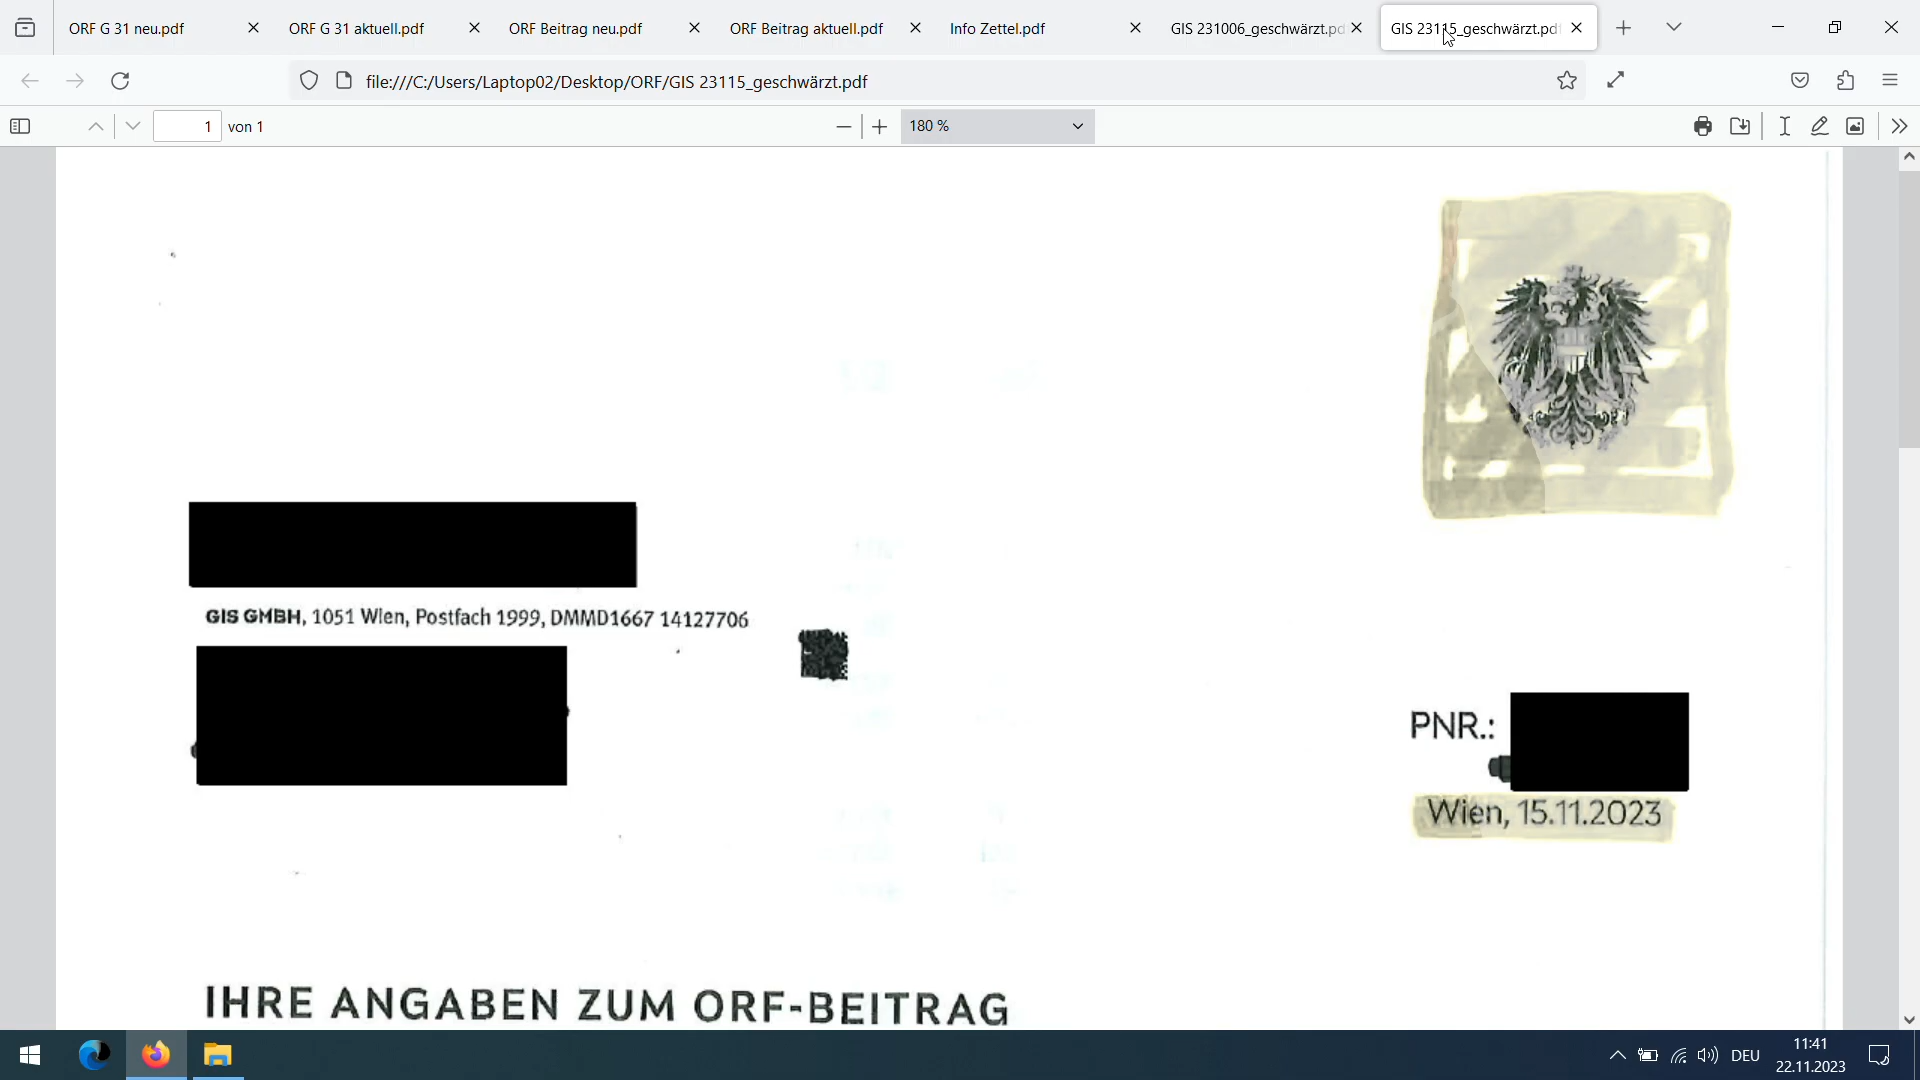 ORF G 31 neu.pdf
ORF G 31 aktuell.pdf
ORF Beitrag neu.pdf
ORF Beitrag aktuell.pdf
Info Zettel.pdf
GIS 231006_geschwärzt.pd
GIS 23115_geschwärzt.pdf
file:///C:/Users/Laptop02/Desktop/ORF/GIS 23115_geschwärzt.pdf
1 von 1
180 %
GIS GMBH, 1051 Wien, Postfach 1999, DMMD1667 14127706
PNR.:
Wien, 15.11.2023
IHRE ANGABEN ZUM ORF-BEITRAG
DEU
11:41
22.11.2023